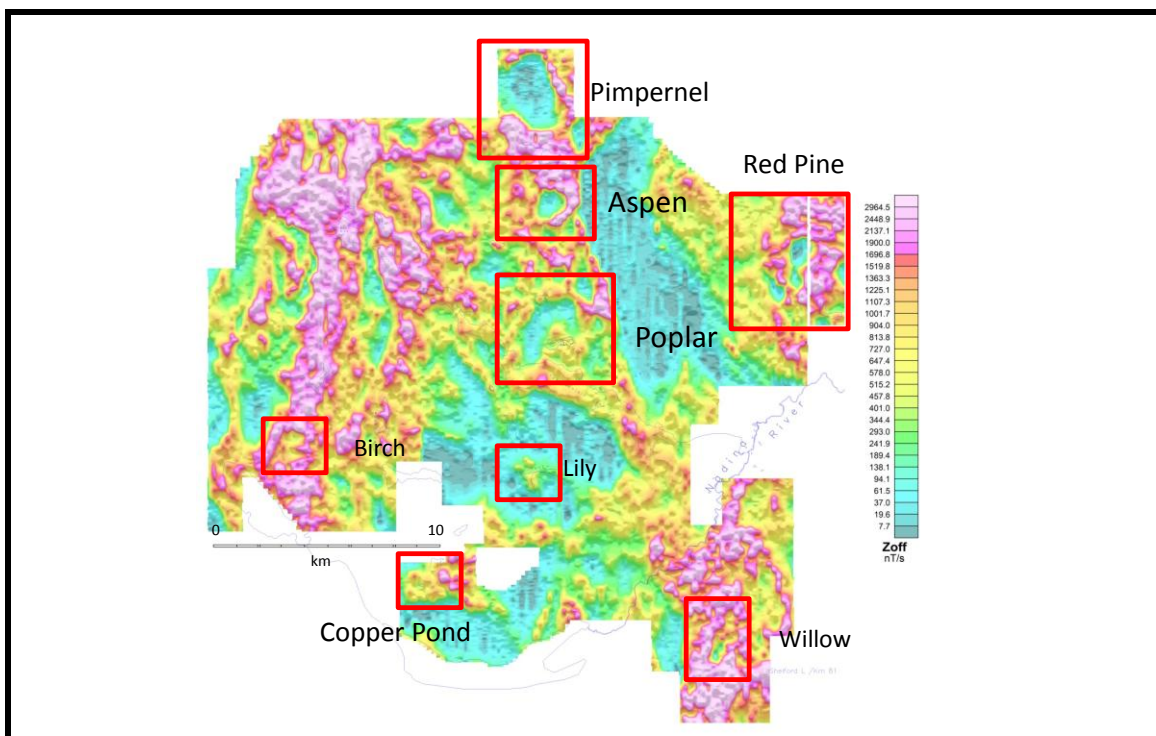 Pimpernel
Red Pine
Aspen
2964.5
2448.9
2137.1
1900.0
1696.8
1519.8
1363.3
1225.1
1107.3
1001.7
904.0
813.8
727.0
647.4
578.0
515.2
457.8
401.0
344.4
293.0
241.9
189.4
138.1
94.1
61.5
37.0
19.6
7.7
Zoff
nT/s
Poplar
Birch
Lily
River
0
10
km
Copper Pond
Willow